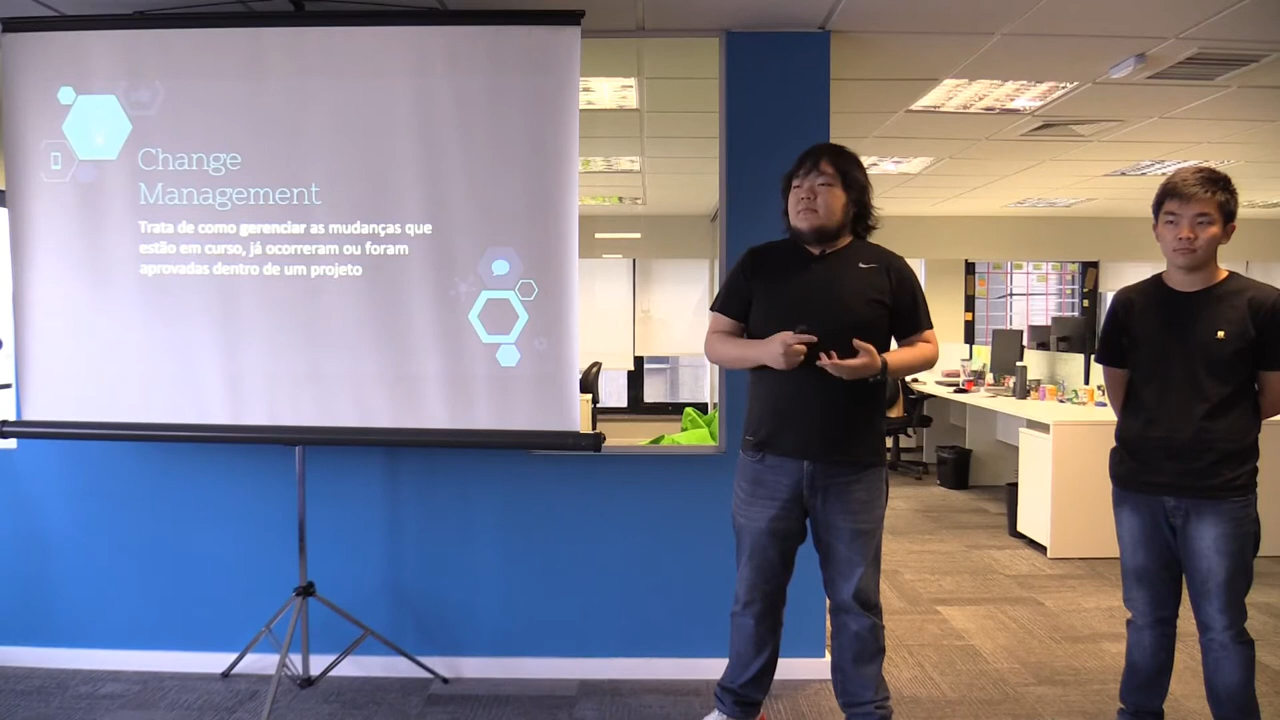 Change
Management
Trata de como gerenciar as mudanças que
estão em curso, já ocorreram ou foram
aprovadas dentro de um projeto